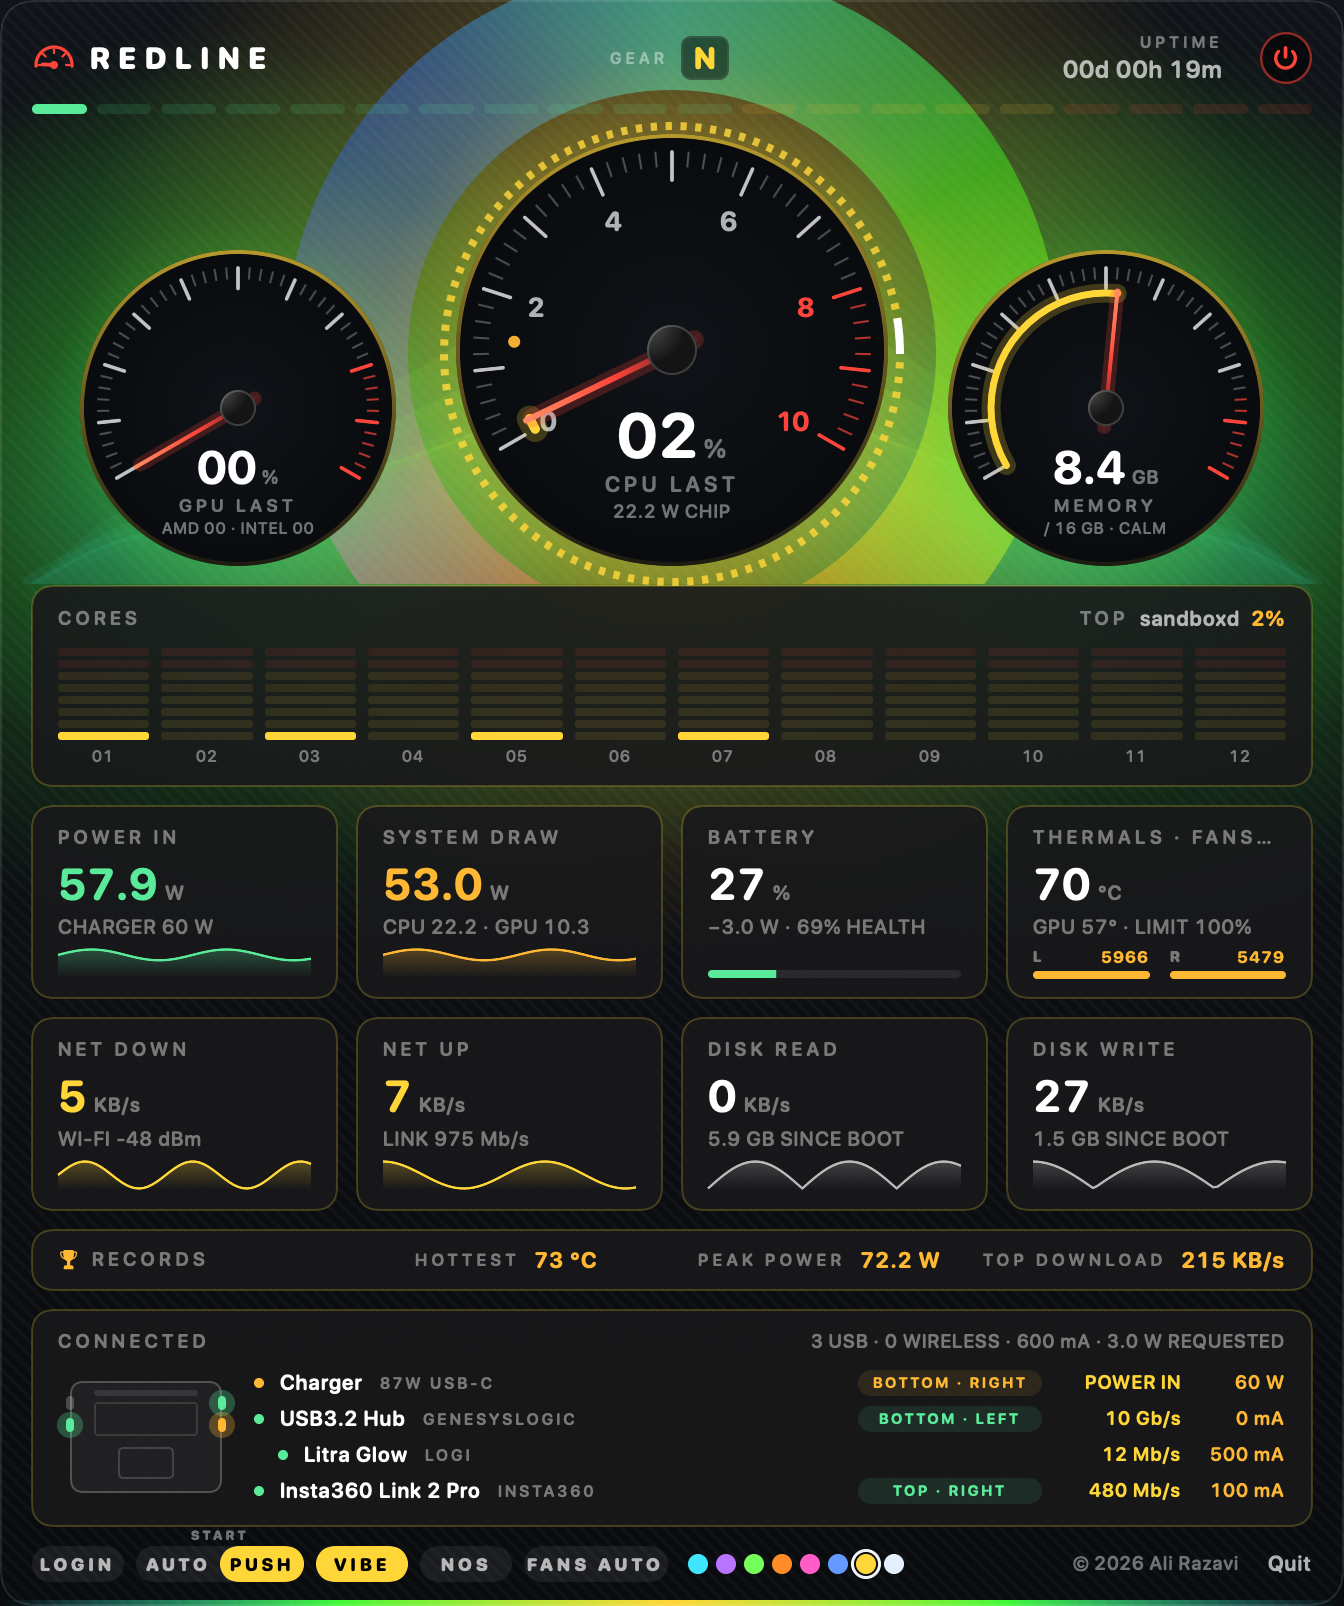 REDLINE
GEAR N
UPTIME
00d 00h 19m
4 6
2 8
0 10
02 %
CPU LAST
22.2 W CHIP
00 %
GPU LAST
AMD 00 · INTEL 00
8.4 GB
MEMORY
/ 16 GB · CALM
CORES TOP sandboxd 2%
01 02 03 04 05 06 07 08 09 10 11 12
POWER IN
57.9 W
CHARGER 60 W
SYSTEM DRAW
53.0 W
CPU 22.2 · GPU 10.3
BATTERY
27 %
−3.0 W · 69% HEALTH
THERMALS · FANS…
70 °C
GPU 57° · LIMIT 100%
L 5966 R 5479
NET DOWN
5 KB/s
WI-FI -48 dBm
NET UP
7 KB/s
LINK 975 Mb/s
DISK READ
0 KB/s
5.9 GB SINCE BOOT
DISK WRITE
27 KB/s
1.5 GB SINCE BOOT
RECORDS HOTTEST 73 °C PEAK POWER 72.2 W TOP DOWNLOAD 215 KB/s
CONNECTED 3 USB · 0 WIRELESS · 600 mA · 3.0 W REQUESTED
Charger 87W USB-C BOTTOM · RIGHT POWER IN 60 W
USB3.2 Hub GENESYSLOGIC BOTTOM · LEFT 10 Gb/s 0 mA
Litra Glow LOGI 12 Mb/s 500 mA
Insta360 Link 2 Pro INSTA360 TOP · RIGHT 480 Mb/s 100 mA
START
LOGIN AUTO PUSH VIBE NOS FANS AUTO © 2026 Ali Razavi Quit